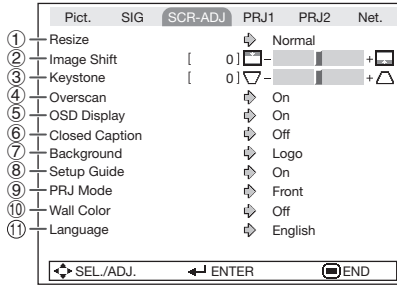 Pict. SIG SCR-ADJ PRJ1 PRJ2 Net.
① Resize Normal
② Image Shift [ 0 ] − +
③ Keystone [ 0 ] − +
④ Overscan On
⑤ OSD Display On
⑥ Closed Caption Off
⑦ Background Logo
⑧ Setup Guide On
⑨ PRJ Mode Front
⑩ Wall Color Off
⑪ Language English
SEL./ADJ. ENTER END